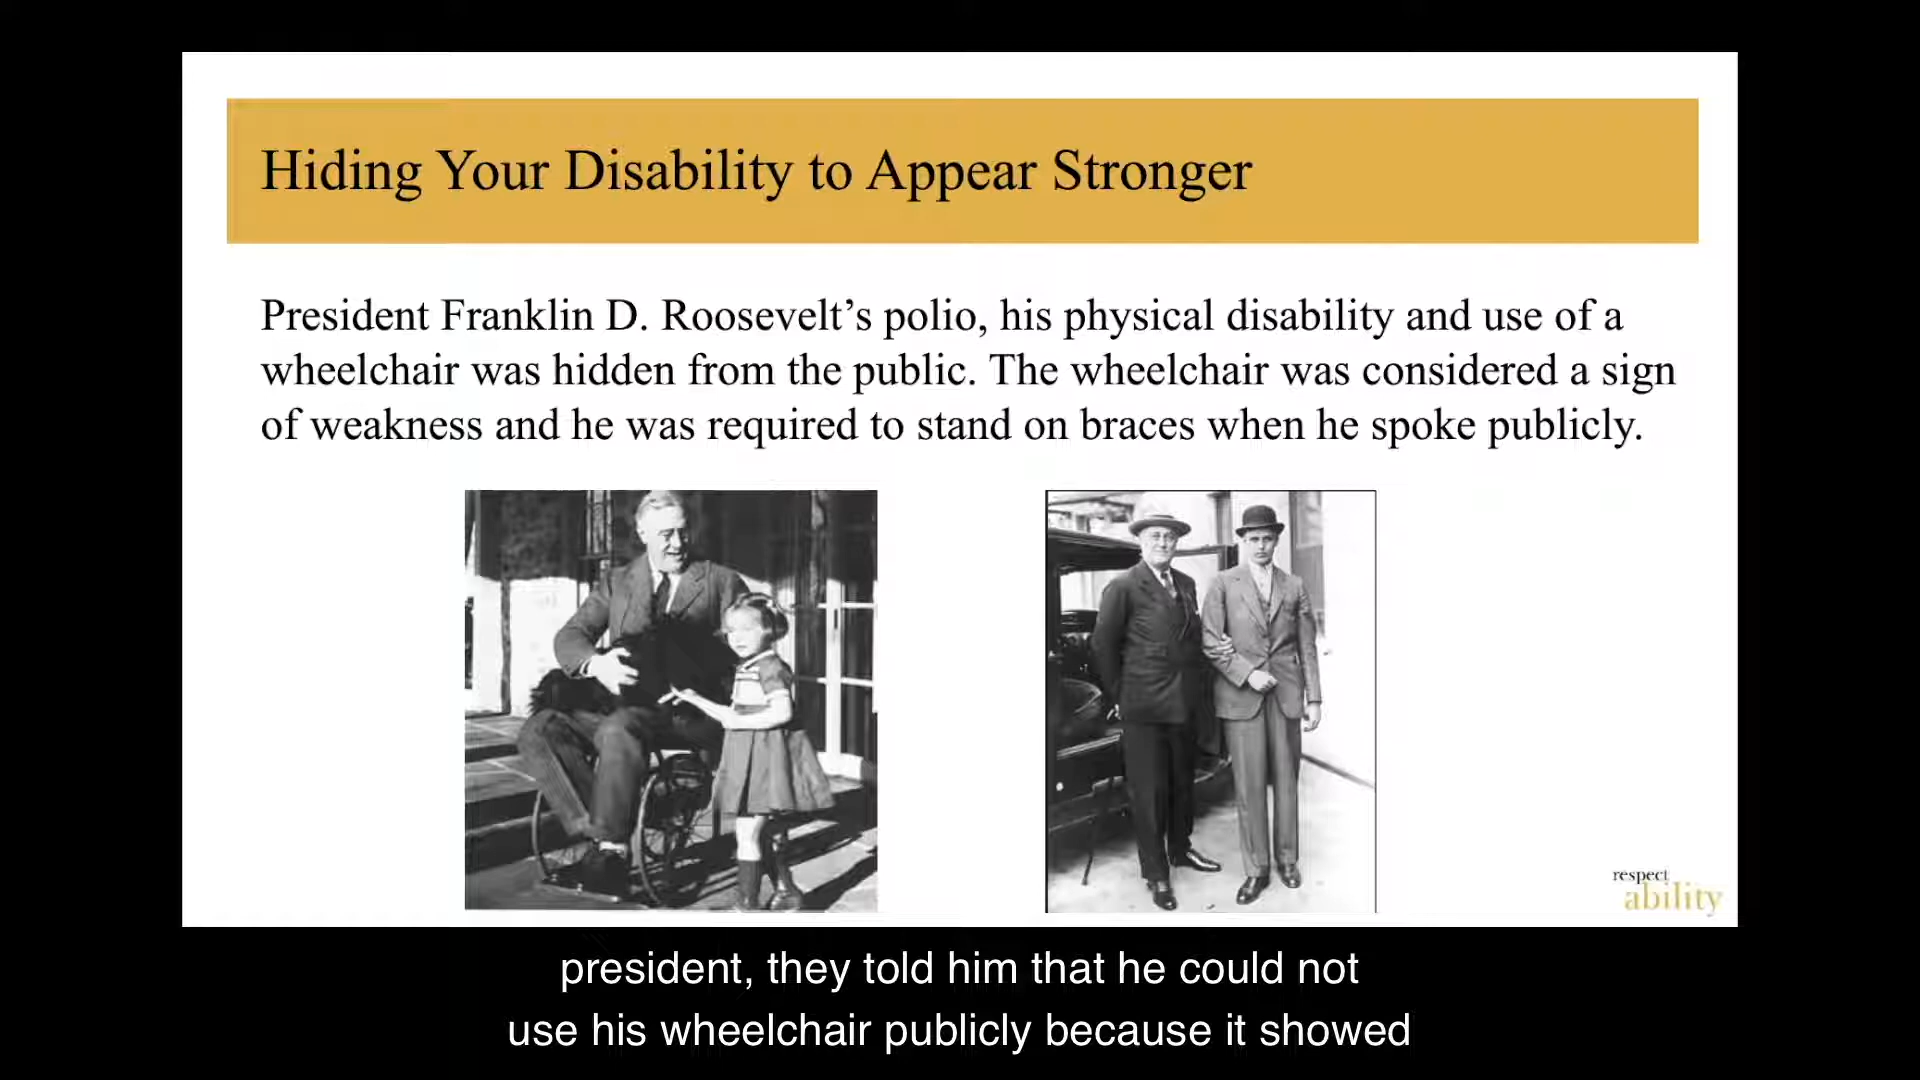 Hiding Your Disability to Appear Stronger
President Franklin D. Roosevelt’s polio, his physical disability and use of a
wheelchair was hidden from the public. The wheelchair was considered a sign
of weakness and he was required to stand on braces when he spoke publicly.
respect
ability
president, they told him that he could not
use his wheelchair publicly because it showed